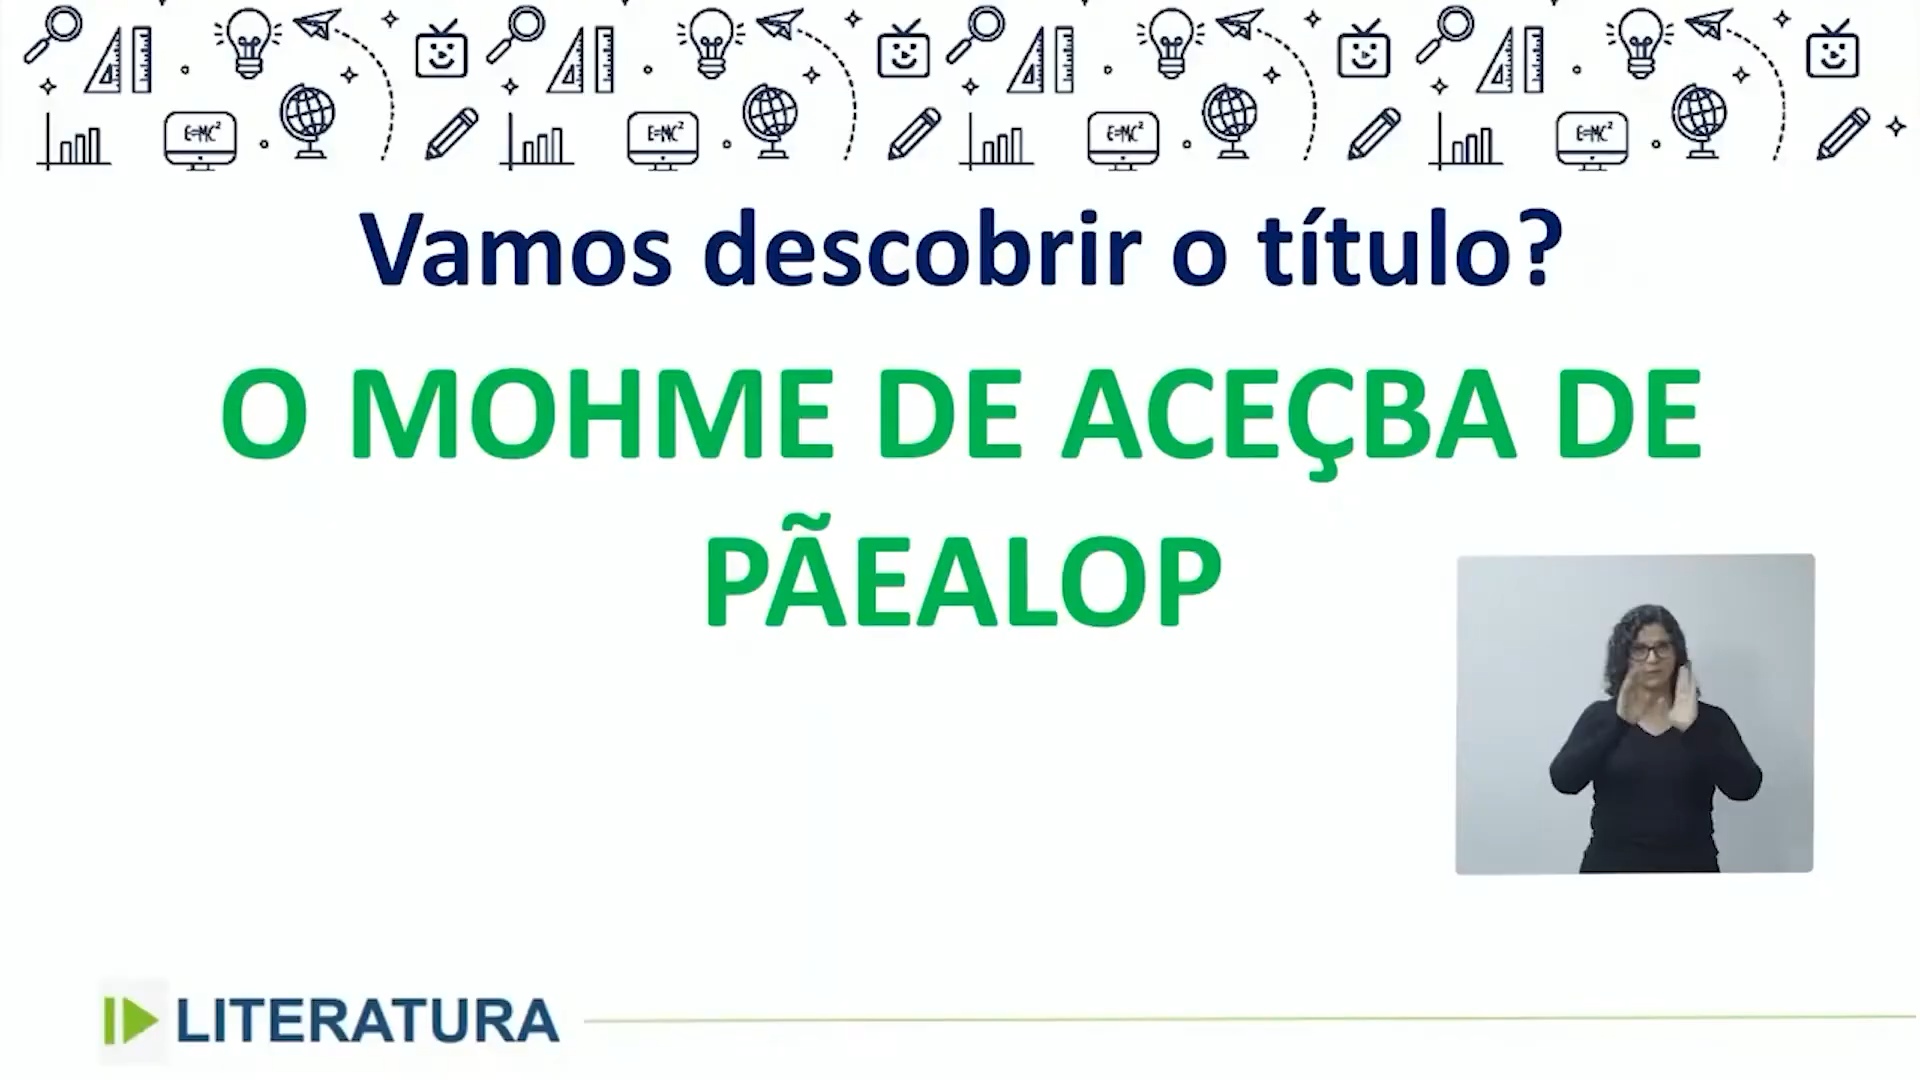 E=MC² E=MC² E=MC² E=MC²
Vamos descobrir o título?
O MOHME DE ACEÇBA DE
PÃEALOP
LITERATURA